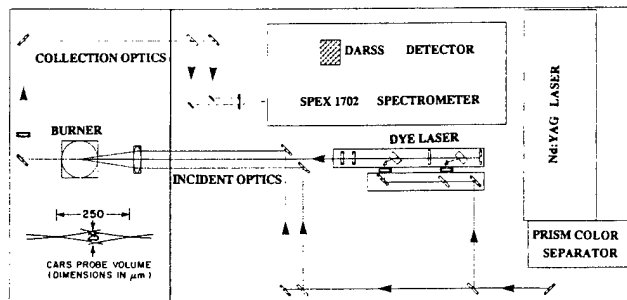 COLLECTION OPTICS
DARSS DETECTOR
SPEX 1702 SPECTROMETER
Nd:YAG LASER
BURNER
DYE LASER
INCIDENT OPTICS
250
CARS PROBE VOLUME
(DIMENSIONS IN μm)
PRISM COLOR
SEPARATOR